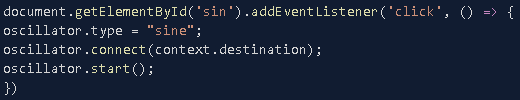 document.getElementById('sin').addEventListener('click', () => {
oscillator.type = "sine";
oscillator.connect(context.destination);
oscillator.start();
})